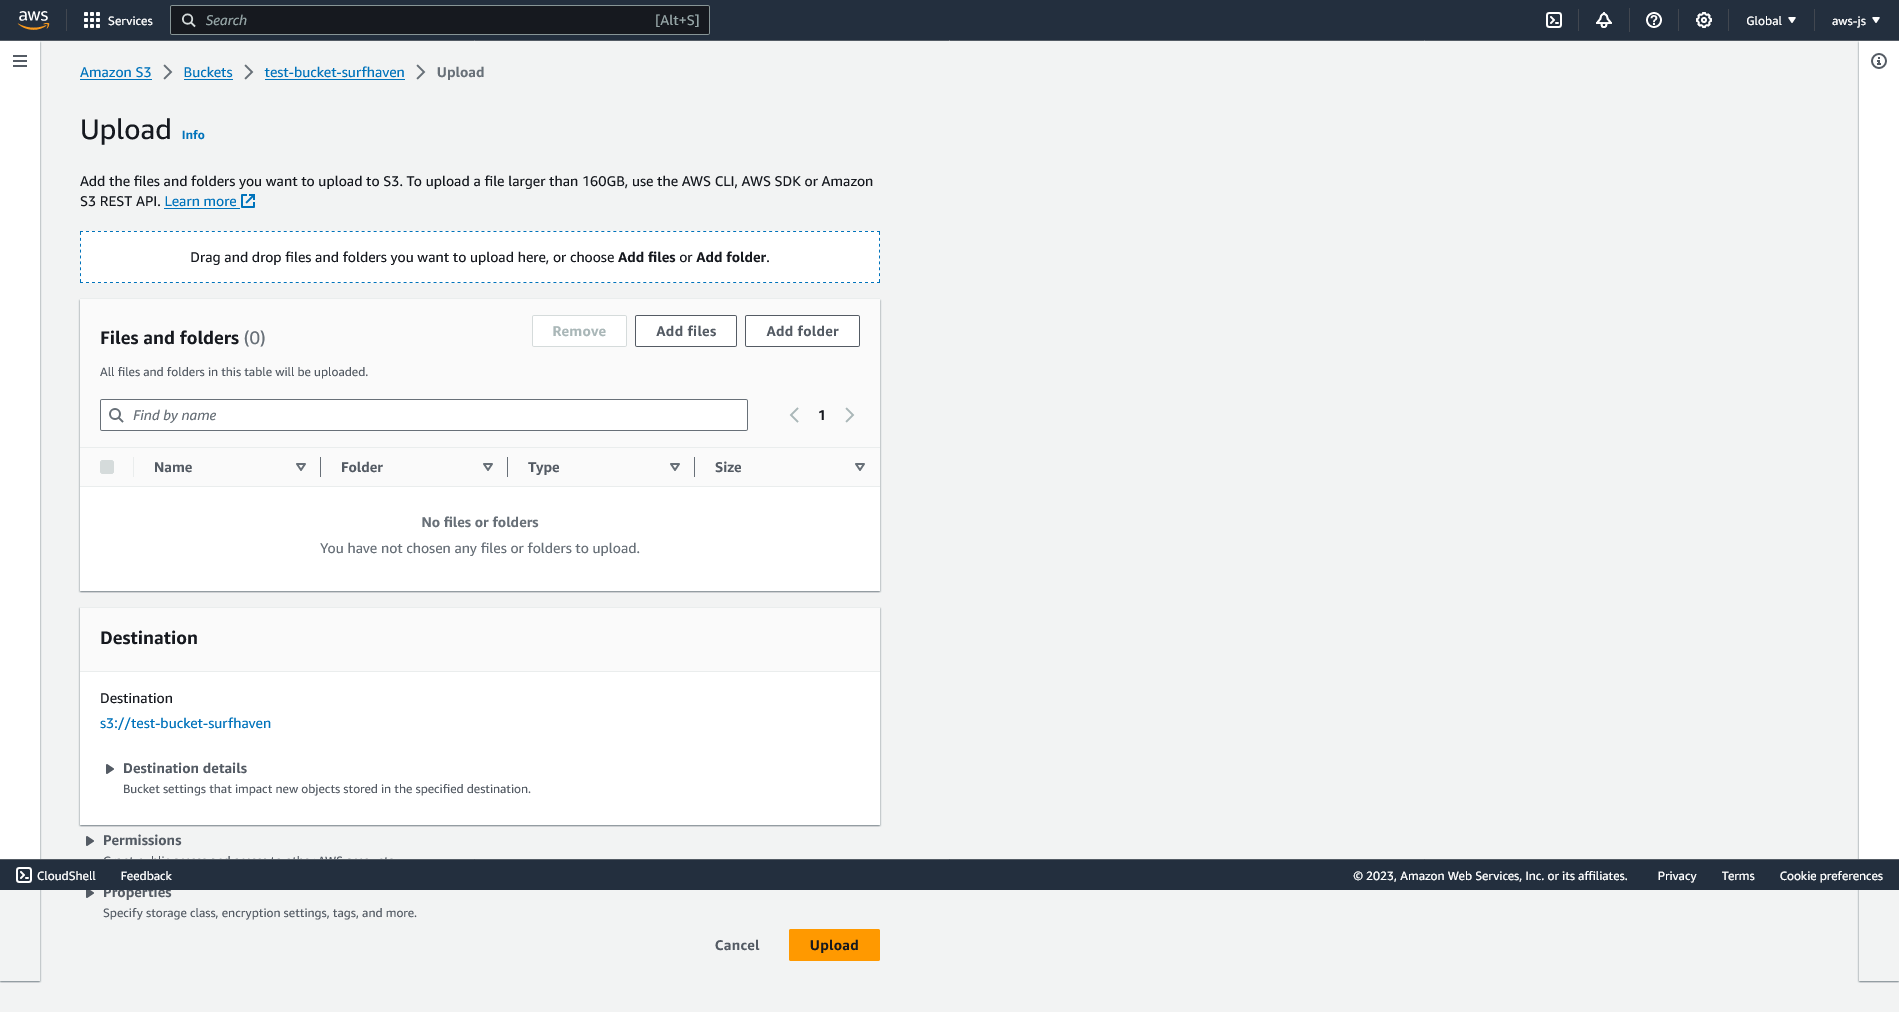 aws
Services
Search
[Alt+S]
Global
aws-js
Amazon S3
Buckets
test-bucket-surfhaven
Upload
Upload
Info
Add the files and folders you want to upload to S3. To upload a file larger than 160GB, use the AWS CLI, AWS SDK or Amazon
S3 REST API. Learn more
Drag and drop files and folders you want to upload here, or choose Add files or Add folder.
Files and folders (0)
Remove
Add files
Add folder
All files and folders in this table will be uploaded.
Find by name
1
Name
Folder
Type
Size
No files or folders
You have not chosen any files or folders to upload.
Destination
Destination
s3://test-bucket-surfhaven
Destination details
Bucket settings that impact new objects stored in the specified destination.
Permissions
CloudShell
Feedback
© 2023, Amazon Web Services, Inc. or its affiliates.
Privacy
Terms
Cookie preferences
Properties
Specify storage class, encryption settings, tags, and more.
Cancel
Upload